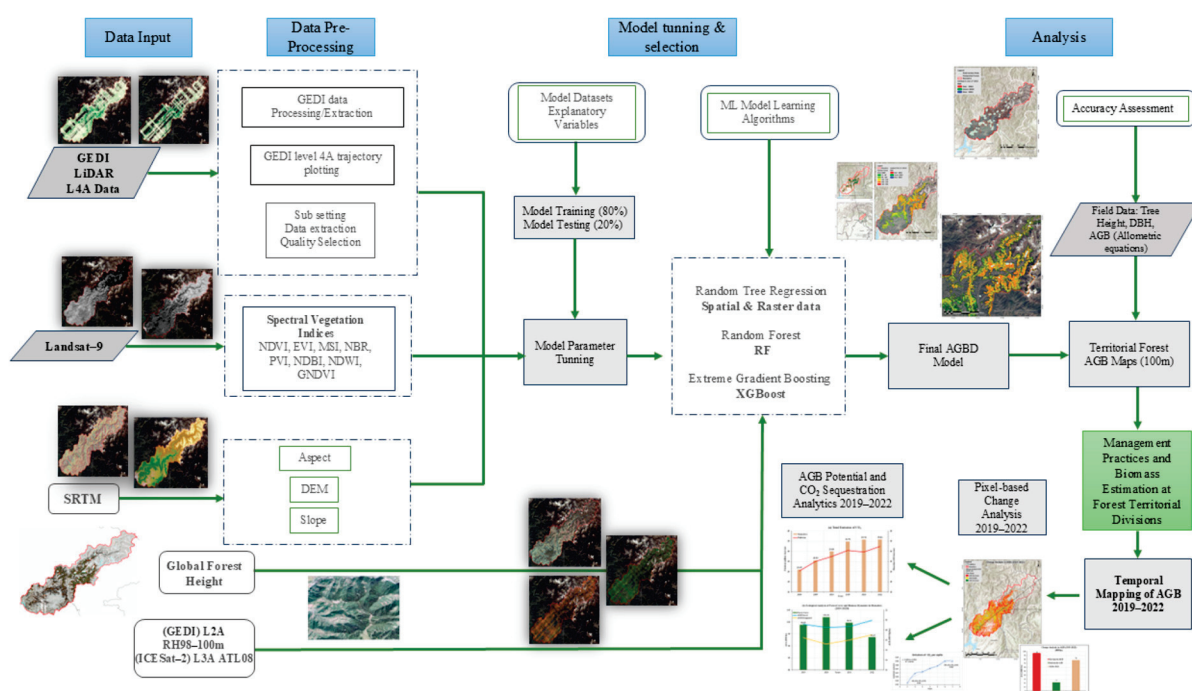 Data Input
Data Pre-
Processing
Model tunning &
selection
Analysis
GEDI
LiDAR
L4A Data
GEDI data
Processing/Extraction
GEDI level 4A trajectory
plotting
Sub setting
Data extraction
Quality Selection
Landsat–9
Spectral Vegetation
Indices
NDVI, EVI, MSI, NBR,
PVI, NDBI, NDWI,
GNDVI
SRTM
Aspect
DEM
Slope
Global Forest
Height
(GEDI) L2A
RH98–100m
(ICESat–2) L3A ATL08
Model Datasets
Explanatory
Variables
Model Training (80%)
Model Testing (20%)
Model Parameter
Tunning
ML Model Learning
Algorithms
Random Tree Regression
Spatial & Raster data
Random Forest
RF
Extreme Gradient Boosting
XGBoost
Final AGBD
Model
Accuracy Assessment
Field Data: Tree
Height, DBH,
AGB (Allometric
equations)
Territorial Forest
AGB Maps (100m)
Management
Practices and
Biomass
Estimation at
Forest Territorial
Divisions
Temporal
Mapping of AGB
2019–2022
Pixel-based
Change
Analysis
2019–2022
AGB Potential and
CO₂ Sequestration
Analytics 2019–2022